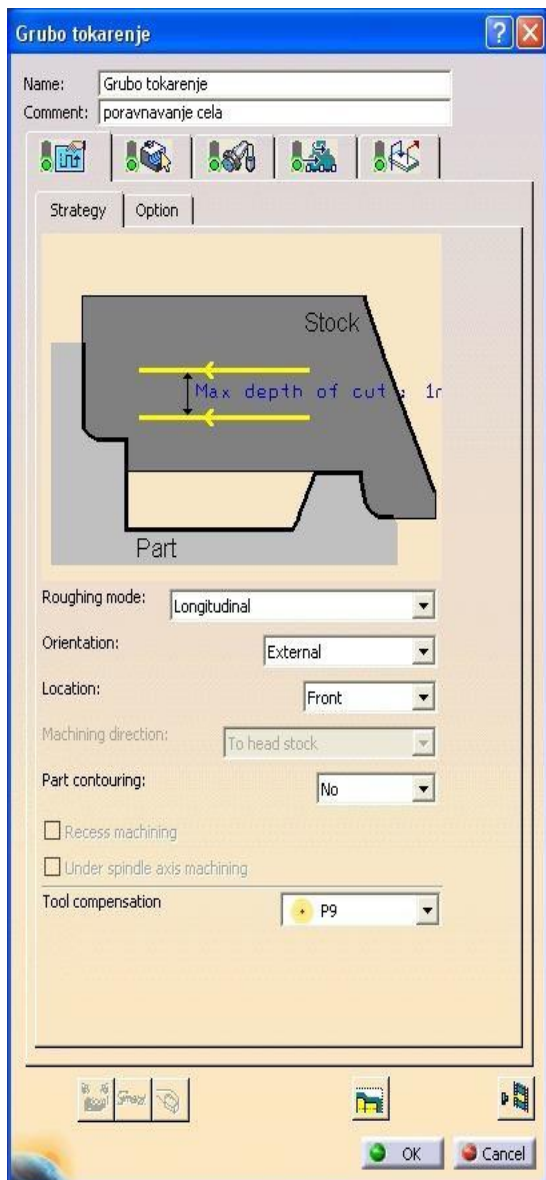 Grubo tokarenje
Name: Grubo tokarenje
Comment: poravnavanje cela
Strategy Option
Stock
Max depth of cut : 1
Part
Roughing mode: Longitudinal
Orientation: External
Location: Front
Machining direction: To head stock
Part contouring: No
Recess machining
Under spindle axis machining
Tool compensation P9
OK Cancel